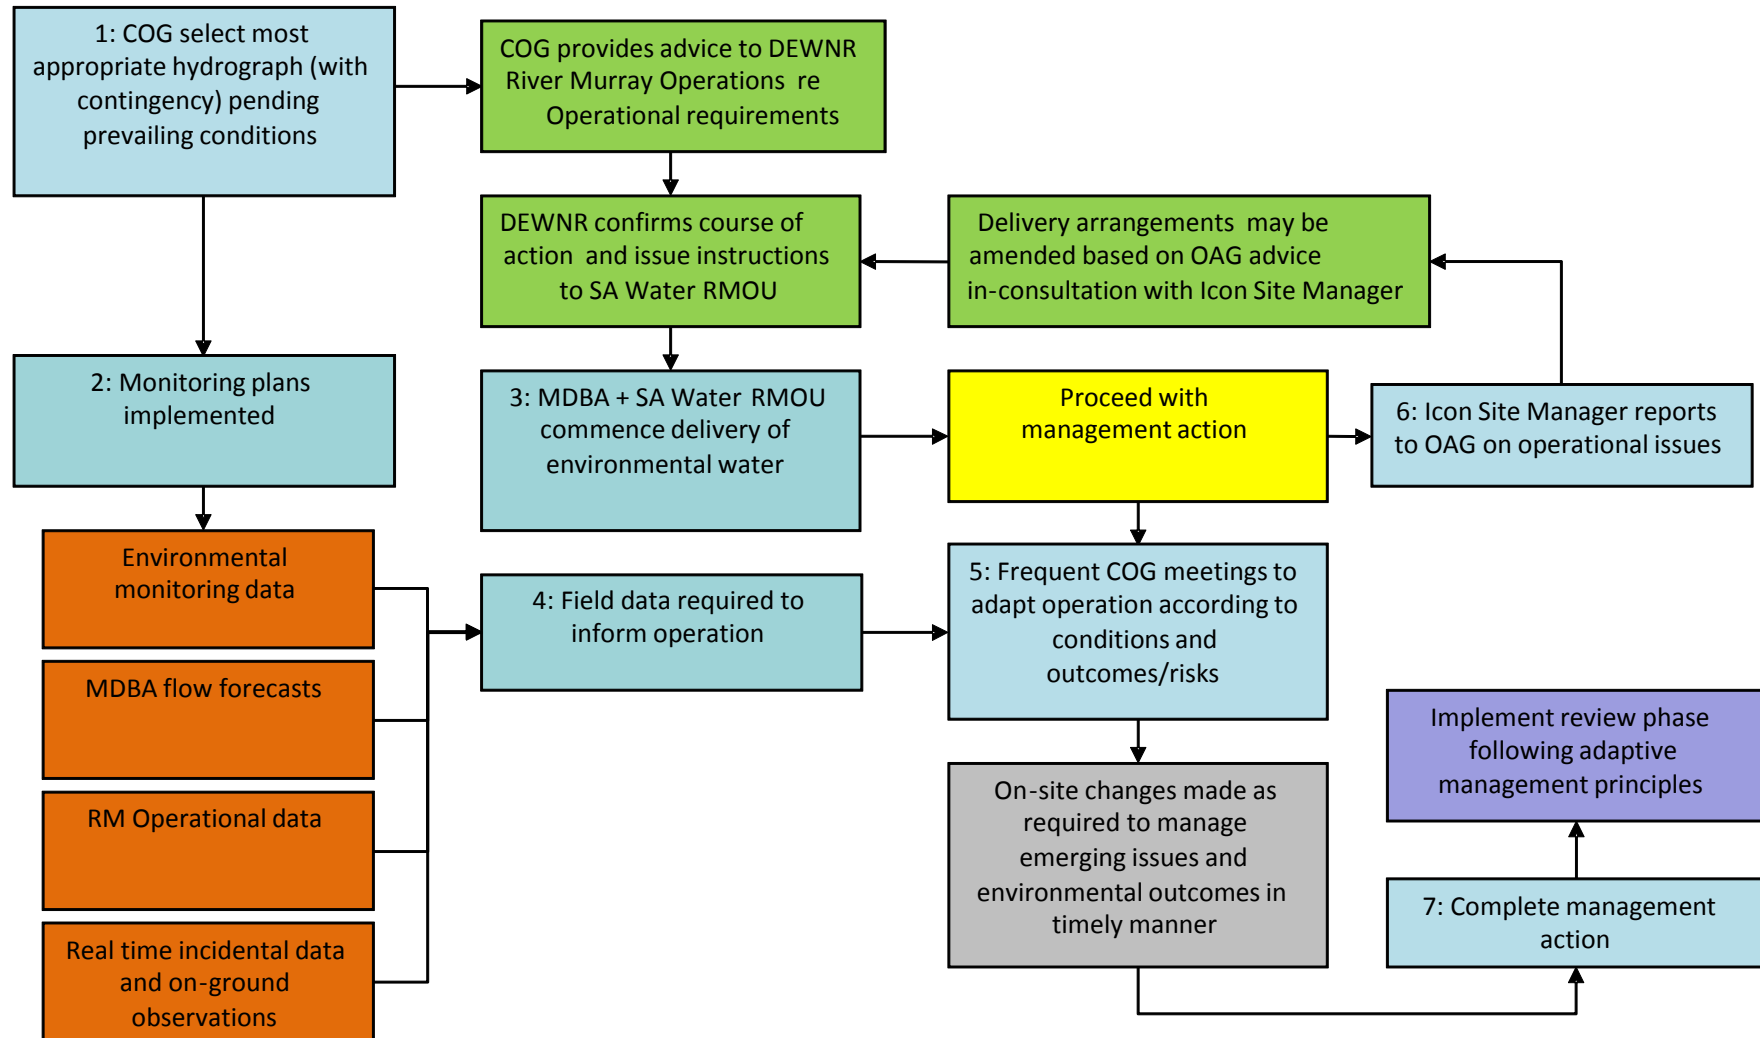 1: COG select most
appropriate hydrograph (with
contingency) pending
prevailing conditions
COG provides advice to DEWNR
River Murray Operations re
Operational requirements
DEWNR confirms course of
action and issue instructions
to SA Water RMOU
Delivery arrangements may be
amended based on OAG advice
in-consultation with Icon Site Manager
2: Monitoring plans
implemented
3: MDBA + SA Water RMOU
commence delivery of
environmental water
Proceed with
management action
6: Icon Site Manager reports
to OAG on operational issues
Environmental
monitoring data
4: Field data required to
inform operation
5: Frequent COG meetings to
adapt operation according to
conditions and
outcomes/risks
MDBA flow forecasts
Implement review phase
following adaptive
management principles
RM Operational data
On-site changes made as
required to manage
emerging issues and
environmental outcomes in
timely manner
7: Complete management
action
Real time incidental data
and on-ground
observations